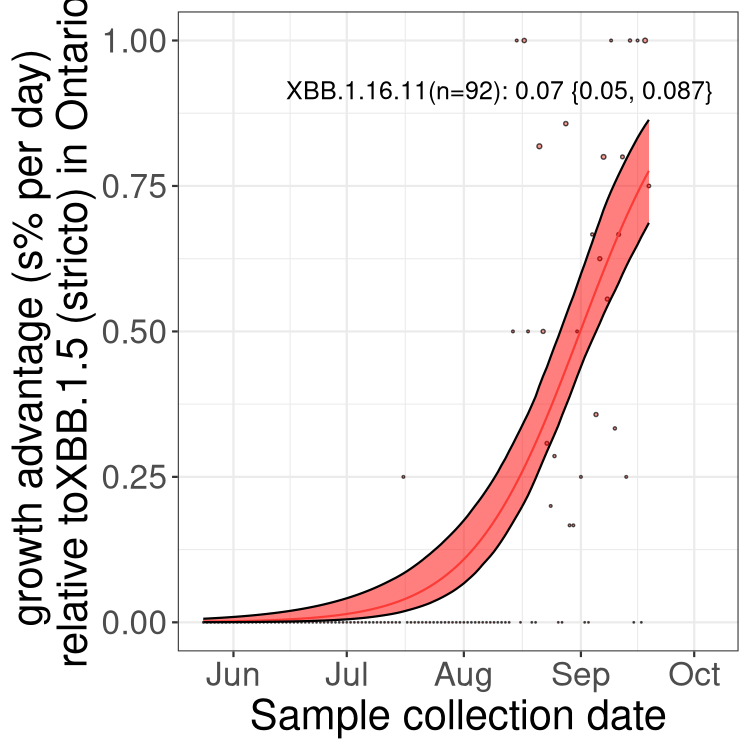 growth advantage (s% per day)
relative toXBB.1.5 (stricto) in Ontario
1.00
0.75
0.50
0.25
0.00
XBB.1.16.11(n=92): 0.07 {0.05, 0.087}
Jun Jul Aug Sep Oct
Sample collection date